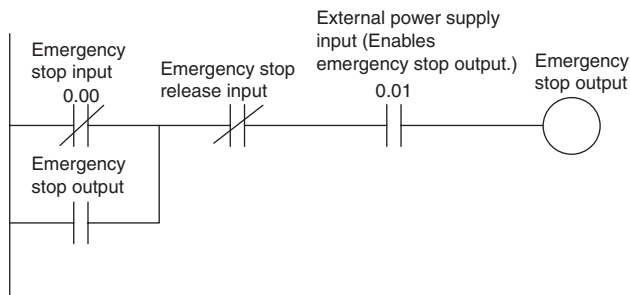 Emergency
stop input
0.00
Emergency stop
release input
External power supply
input (Enables
emergency stop output.)
0.01
Emergency
stop output
Emergency
stop output